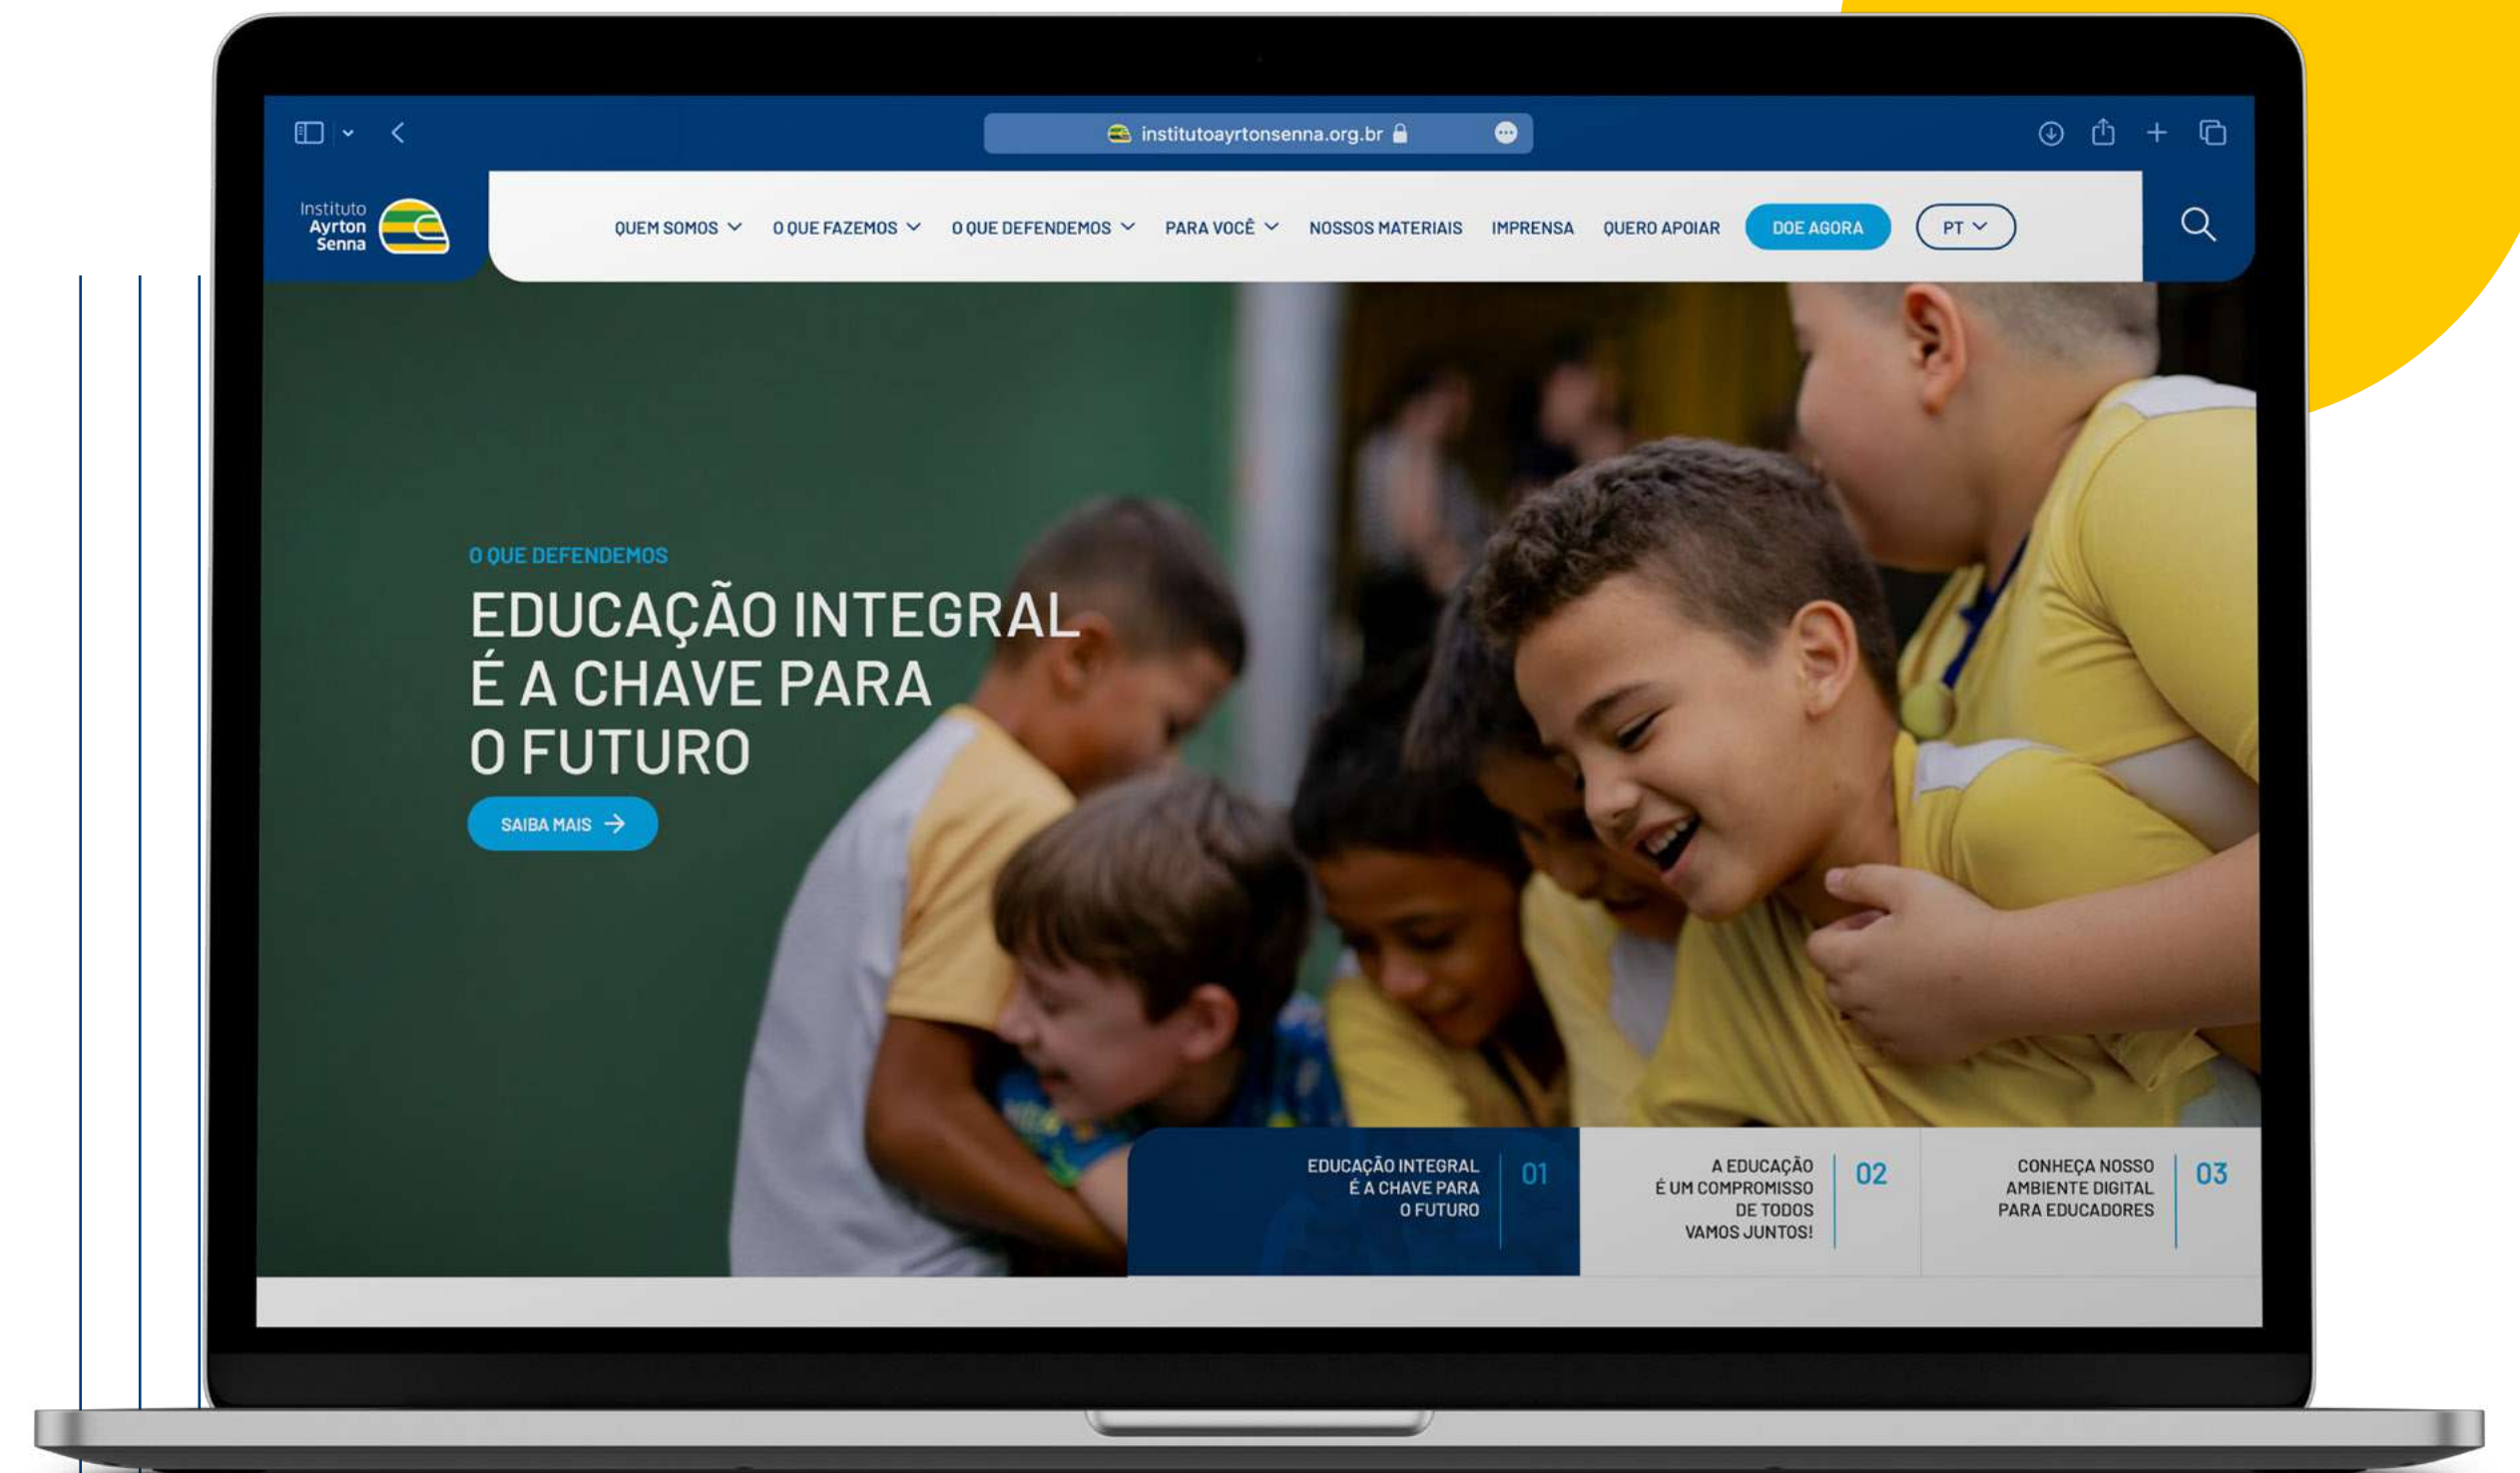 institutoayrtonsenna.org.br
Instituto
Ayrton
Senna
QUEM SOMOS O QUE FAZEMOS O QUE DEFENDEMOS PARA VOCÊ NOSSOS MATERIAIS IMPRENSA QUERO APOIAR DOE AGORA PT
O QUE DEFENDEMOS
EDUCAÇÃO INTEGRAL
É A CHAVE PARA
O FUTURO
SAIBA MAIS
EDUCAÇÃO INTEGRAL
É A CHAVE PARA
O FUTURO
01
A EDUCAÇÃO
É UM COMPROMISSO
DE TODOS
VAMOS JUNTOS!
02
CONHEÇA NOSSO
AMBIENTE DIGITAL
PARA EDUCADORES
03